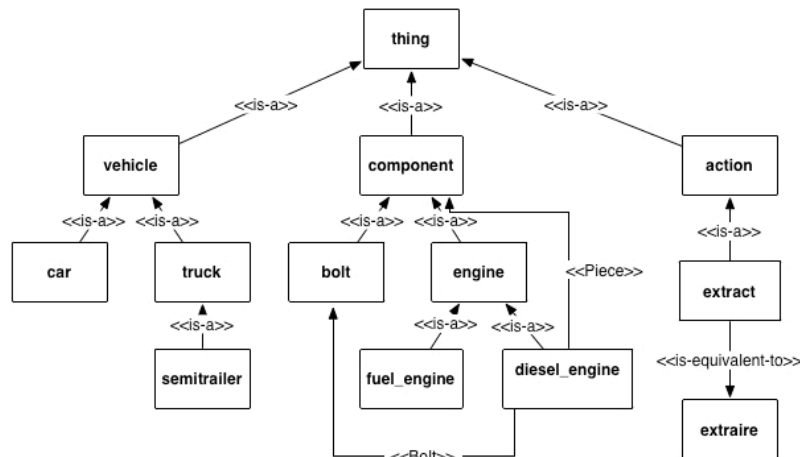 thing
<<is-a>> <<is-a>> <<is-a>>
vehicle component action
<<is-a>> <<is-a>> <<is-a>> <<is-a>> <<is-a>>
car truck bolt engine <<Piece>> extract
<<is-a>> <<is-a>> <<is-a>>
<<is-equivalent-to>>
semitrailer fuel_engine diesel_engine
extraire
<<Bolt>>